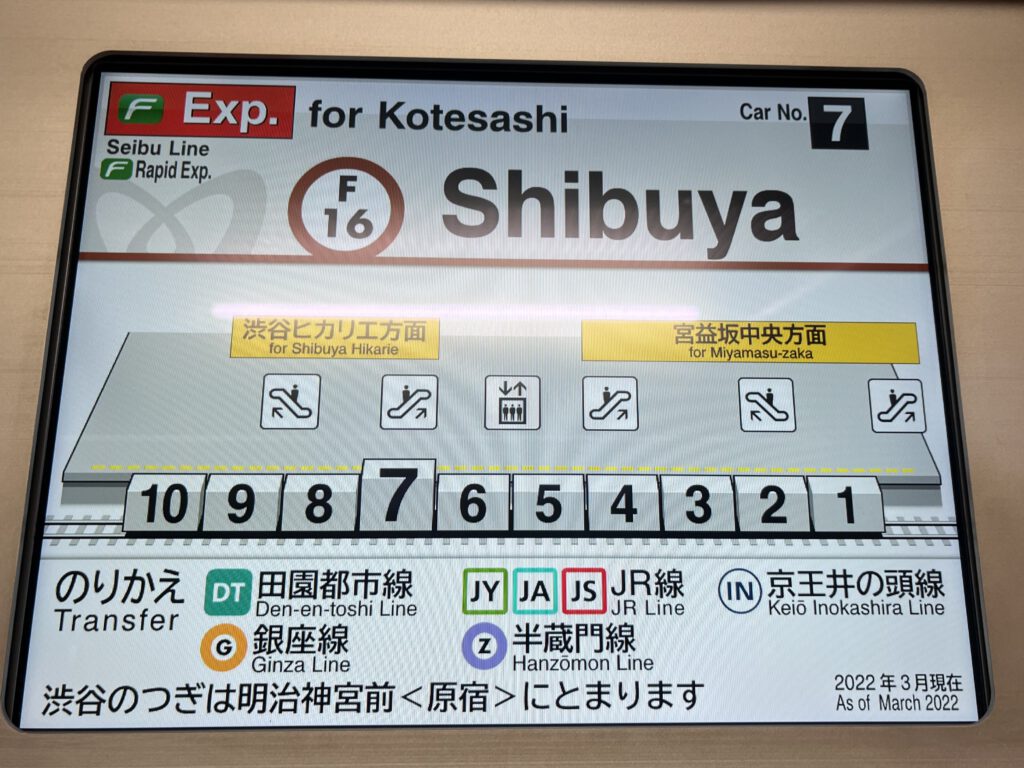 F Exp. for Kotesashi
Car No. 7
Seibu Line
F Rapid Exp.
F 16
Shibuya
渋谷ヒカリエ方面
for Shibuya Hikarie
宮益坂中央方面
for Miyamasu-zaka
10 9 8 7 6 5 4 3 2 1
のりかえ
Transfer
DT 田園都市線
Den-en-toshi Line
JY JA JS JR線
JR Line
IN 京王井の頭線
Keiō Inokashira Line
G 銀座線
Ginza Line
Z 半蔵門線
Hanzōmon Line
渋谷のつぎは明治神宮前＜原宿＞にとまります
2022年3月現在
As of March 2022